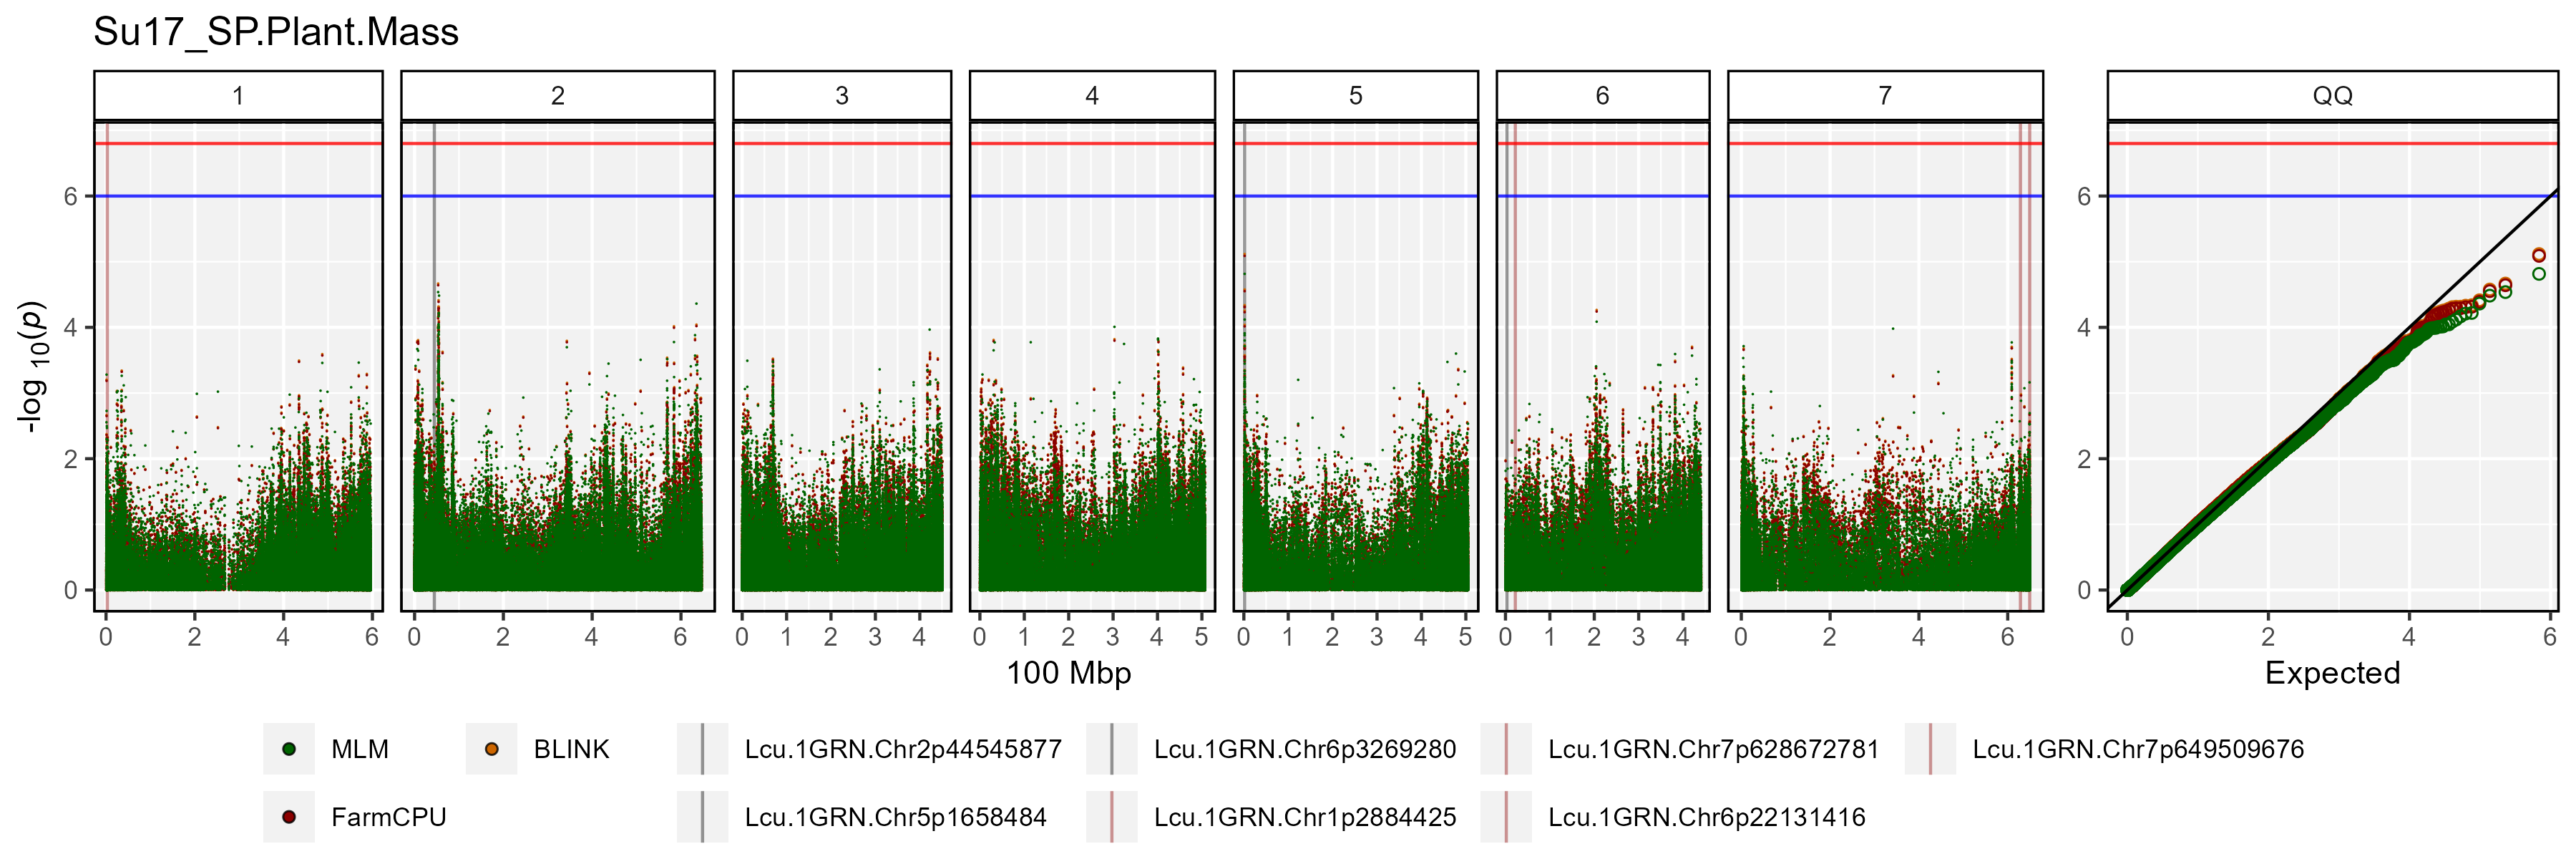 Su17_SP.Plant.Mass
1 2 3 4 5 6 7 QQ
6 6
4 4
2 2
0 0
-log 10(p)
0 2 4 6 0 2 4 6 0 1 2 3 4 0 1 2 3 4 5 0 1 2 3 4 5 0 1 2 3 4 0 2 4 6 0 2 4 6
100 Mbp Expected
MLM BLINK Lcu.1GRN.Chr2p44545877 Lcu.1GRN.Chr6p3269280 Lcu.1GRN.Chr7p628672781 Lcu.1GRN.Chr7p649509676
FarmCPU Lcu.1GRN.Chr5p1658484 Lcu.1GRN.Chr1p2884425 Lcu.1GRN.Chr6p22131416